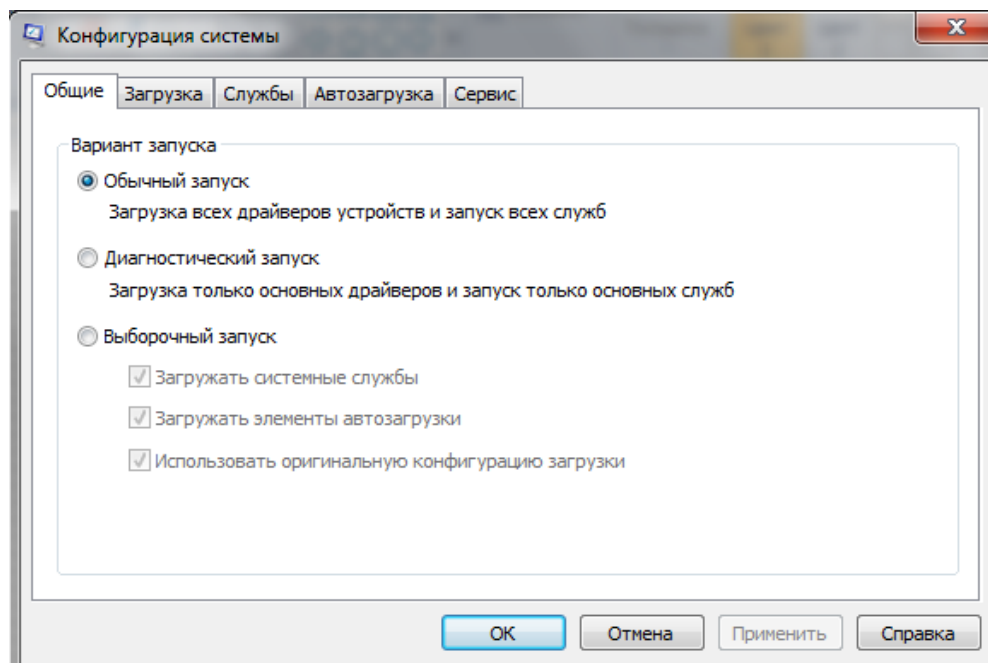 Конфигурация системы
Общие Загрузка Службы Автозагрузка Сервис
Вариант запуска
Обычный запуск
Загрузка всех драйверов устройств и запуск всех служб
Диагностический запуск
Загрузка только основных драйверов и запуск только основных служб
Выборочный запуск
Загружать системные службы
Загружать элементы автозагрузки
Использовать оригинальную конфигурацию загрузки
ОК Отмена Применить Справка